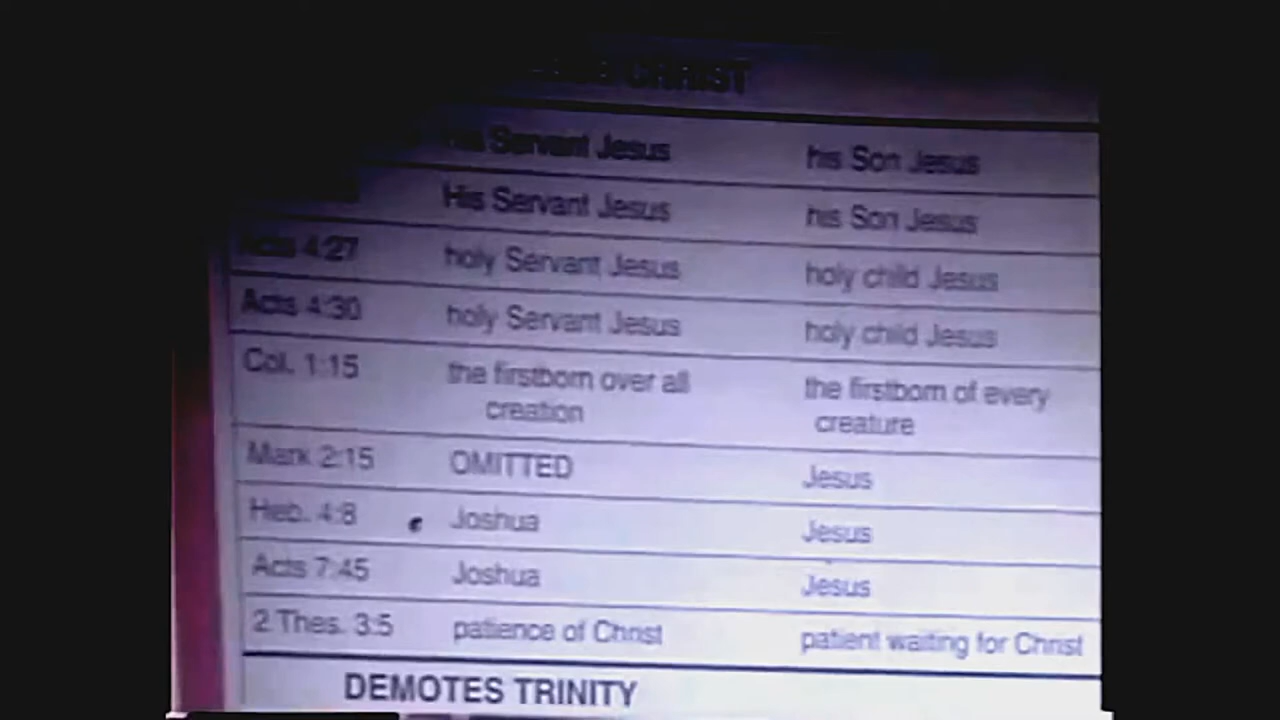 CHRIST
his Servant Jesus his Son Jesus
His Servant Jesus his Son Jesus
Acts 4:27 holy Servant Jesus holy child Jesus
Acts 4:30 holy Servant Jesus holy child Jesus
Col. 1:15 the firstborn over all the firstborn of every
creation creature
Mark 2:15 OMITTED Jesus
Heb. 4:8 Joshua Jesus
Acts 7:45 Joshua Jesus
2 Thes. 3:5 patience of Christ patient waiting for Christ
DEMOTES TRINITY